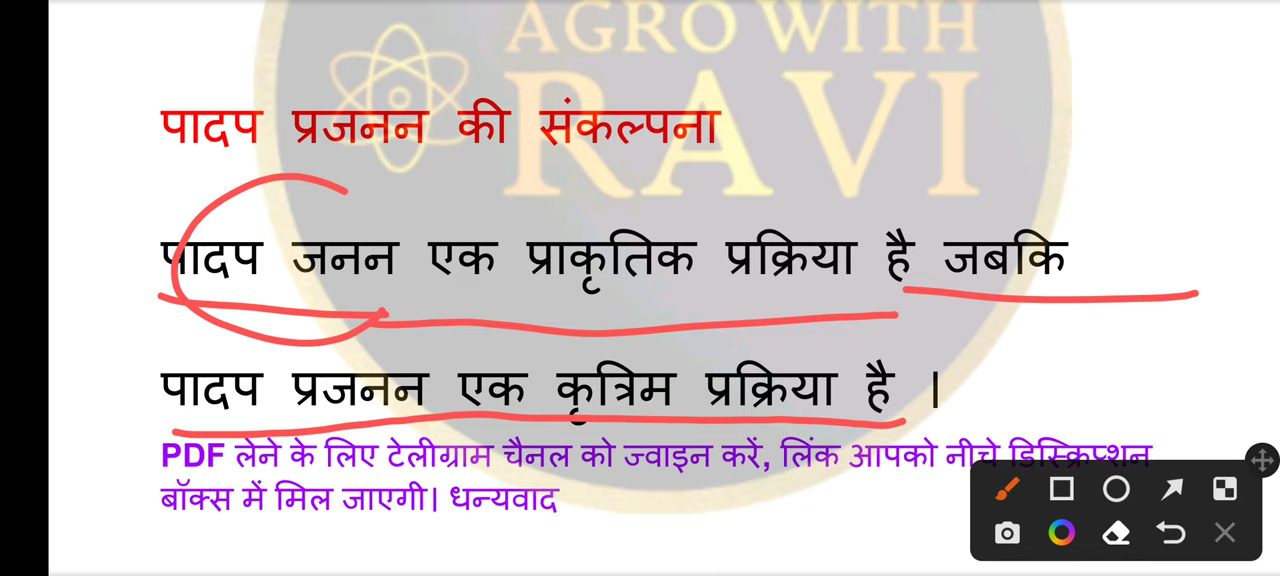 AGRO WITH
RAVI
पादप प्रजनन की संकल्पना
पादप जनन एक प्राकृतिक प्रक्रिया है जबकि
पादप प्रजनन एक कृत्रिम प्रक्रिया है ।
PDF लेने के लिए टेलीग्राम चैनल को ज्वाइन करें, लिंक आपको नीचे डिस्क्रिप्शन
बॉक्स में मिल जाएगी। धन्यवाद